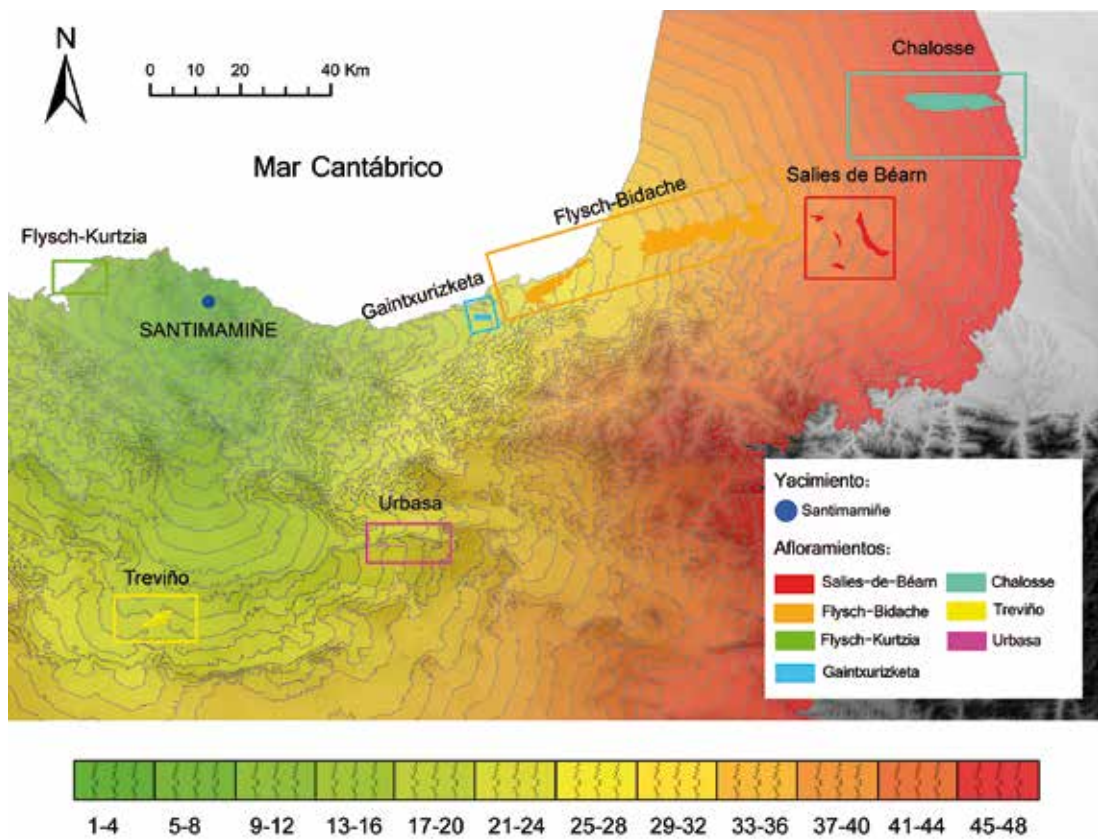 N
0 10 20 40 Km
Chalosse
Mar Cantábrico
Salies de Béarn
Flysch-Bidache
Flysch-Kurtzia
Gaintxurizketa
SANTIMAMIÑE
Urbasa
Treviño
Yacimiento:
Santimamiñe
Afloramientos:
Salies-de-Béarn
Chalosse
Flysch-Bidache
Treviño
Flysch-Kurtzia
Urbasa
Gaintxurizketa
1-4 5-8 9-12 13-16 17-20 21-24 25-28 29-32 33-36 37-40 41-44 45-48